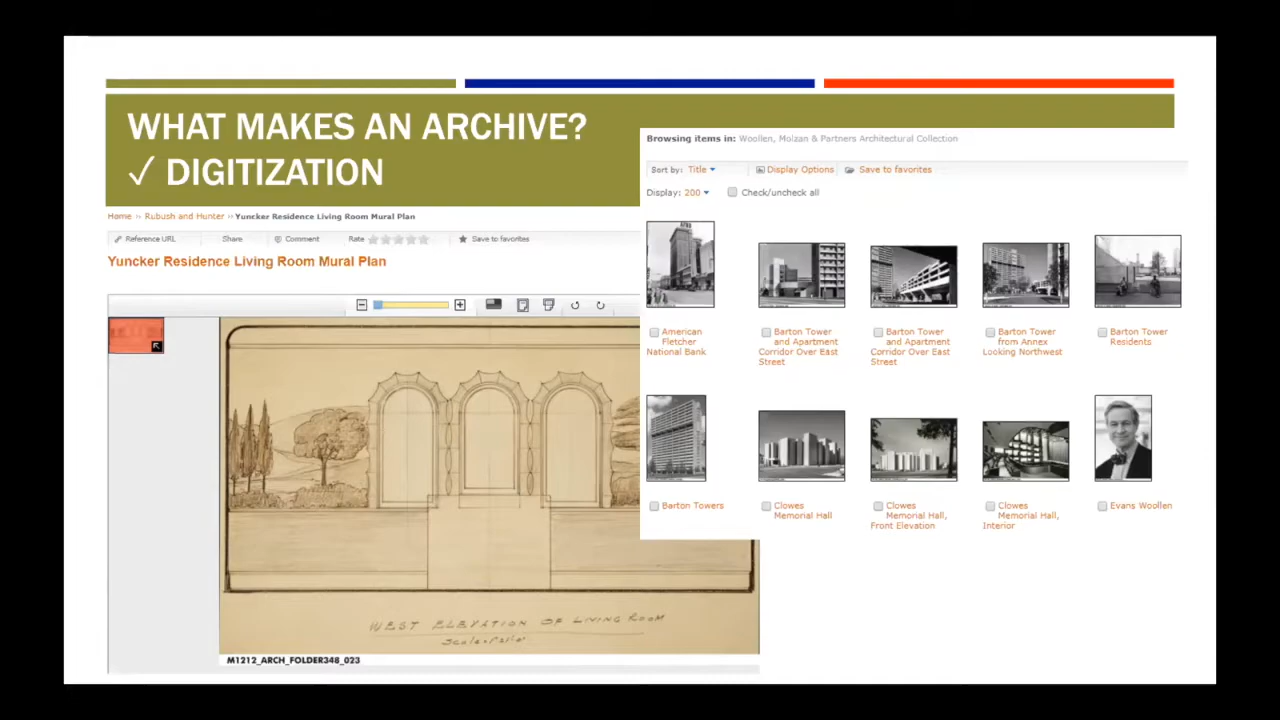 WHAT MAKES AN ARCHIVE?
✓ DIGITIZATION
Home » Rubush and Hunter » Yuncker Residence Living Room Mural Plan
Reference URL Share Comment Rate Save to favorites
Yuncker Residence Living Room Mural Plan
WEST ELEVATION OF LIVING ROOM
M1212_ARCH_FOLDER348_023
Browsing items in: Woollen, Molzan & Partners Architectural Collection
Sort by: Title Display Options Save to favorites
Display: 200 Check/uncheck all
American
Fletcher
National Bank
Barton Tower
and Apartment
Corridor Over East
Street
Barton Tower
and Apartment
Corridor Over East
Street
Barton Tower
from Annex
Looking Northwest
Barton Tower
Residents
Barton Towers
Clowes
Memorial Hall
Clowes
Memorial Hall,
Front Elevation
Clowes
Memorial Hall,
Interior
Evans Woollen